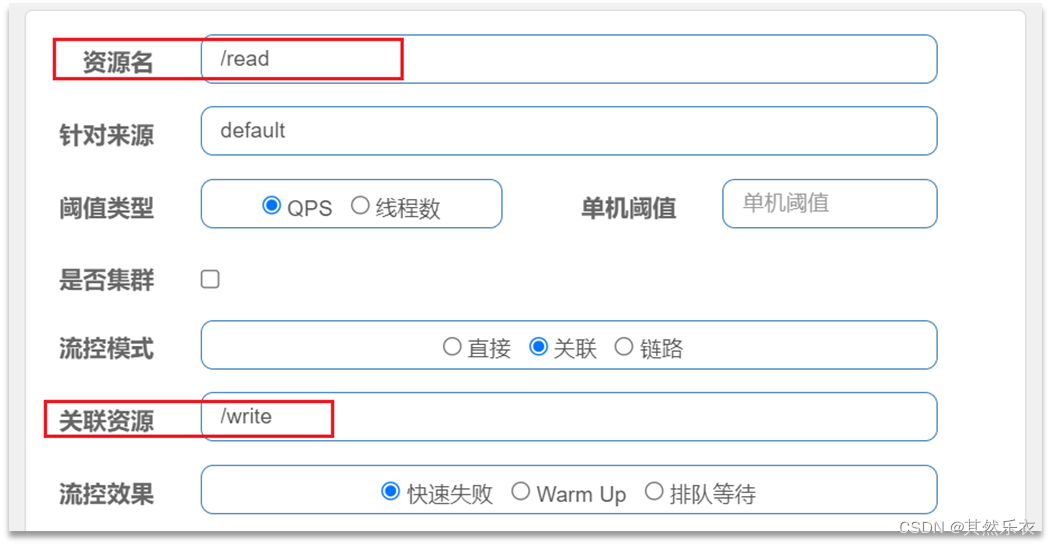 资源名 /read
针对来源 default
阈值类型 QPS 线程数 单机阈值 单机阈值
是否集群
流控模式 直接 关联 链路
关联资源 /write
流控效果 快速失败 Warm Up 排队等待
CSDN @其然乐衣